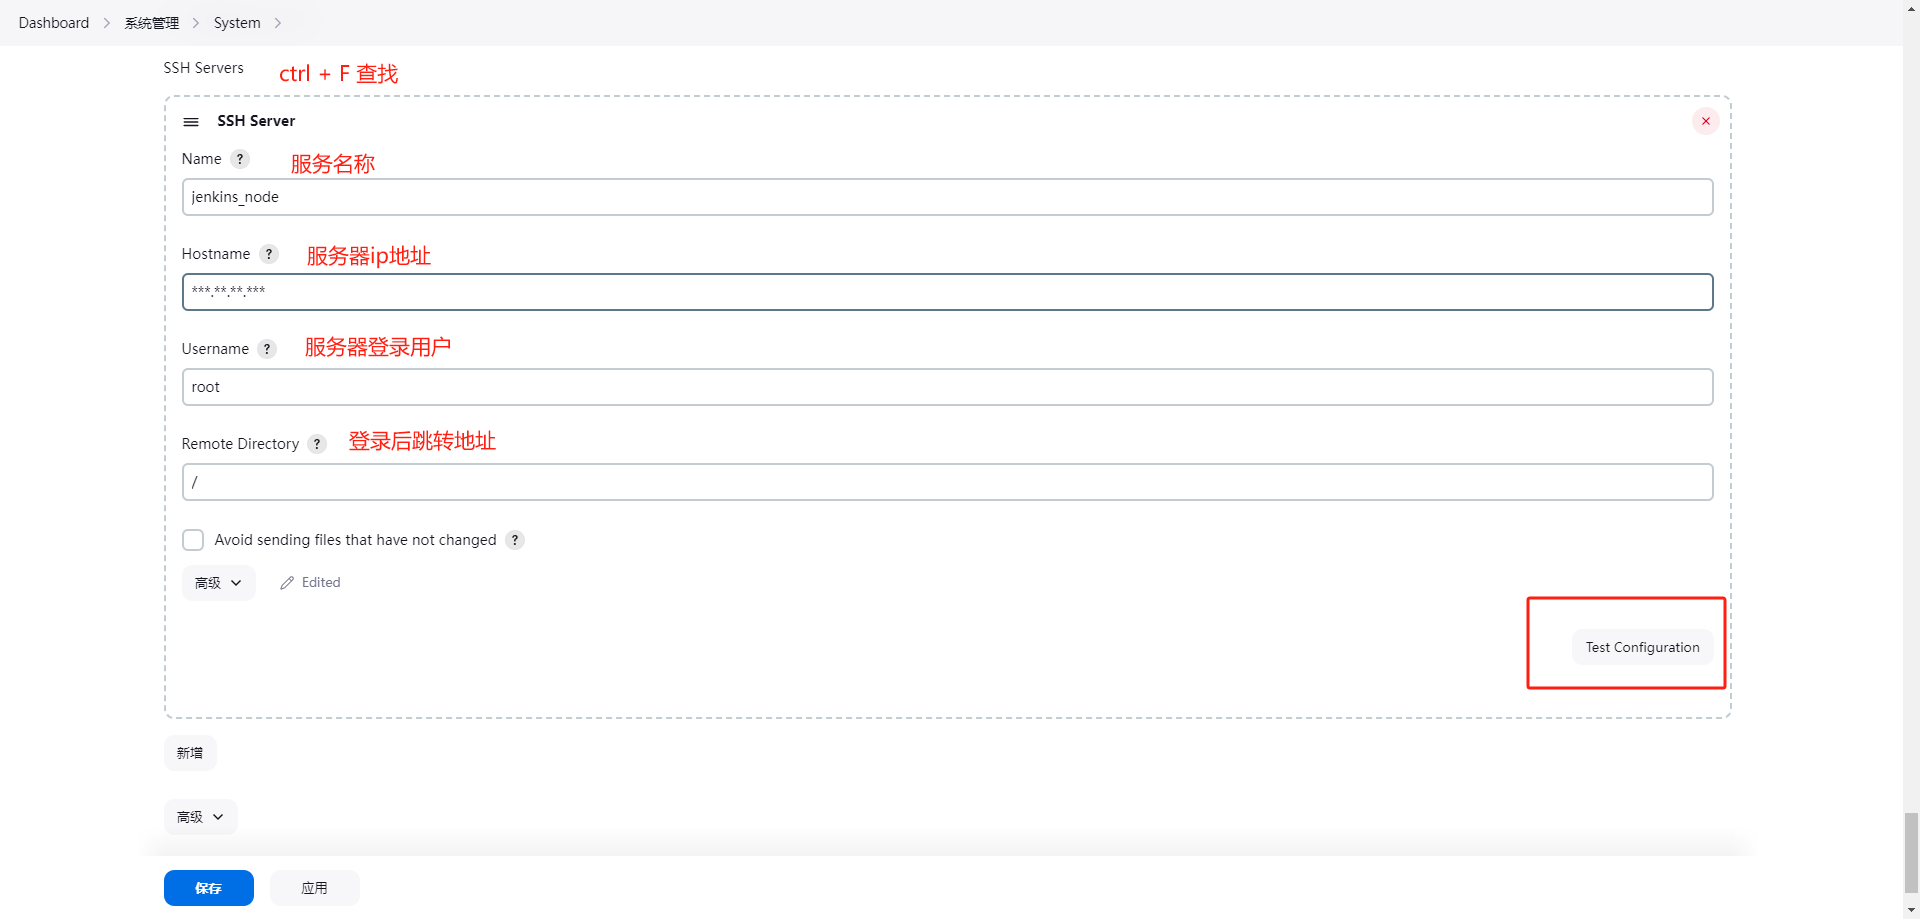 Dashboard > 系统管理 > System >
SSH Servers ctrl + F 查找
SSH Server
Name ? 服务名称
jenkins_node
Hostname ? 服务器ip地址
***.**.**.***
Username ? 服务器登录用户
root
Remote Directory ? 登录后跳转地址
/
Avoid sending files that have not changed ?
高级 Edited
Test Configuration
新增
高级
保存 应用